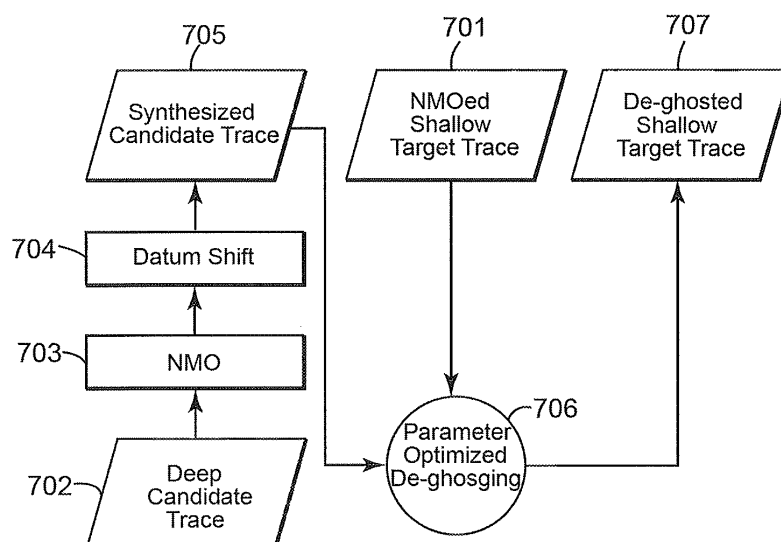 705
Synthesized
Candidate Trace
701
NMOed
Shallow
Target Trace
707
De-ghosted
Shallow
Target Trace
704
Datum Shift
703
NMO
702
Deep
Candidate
Trace
706
Parameter
Optimized
De-ghosging